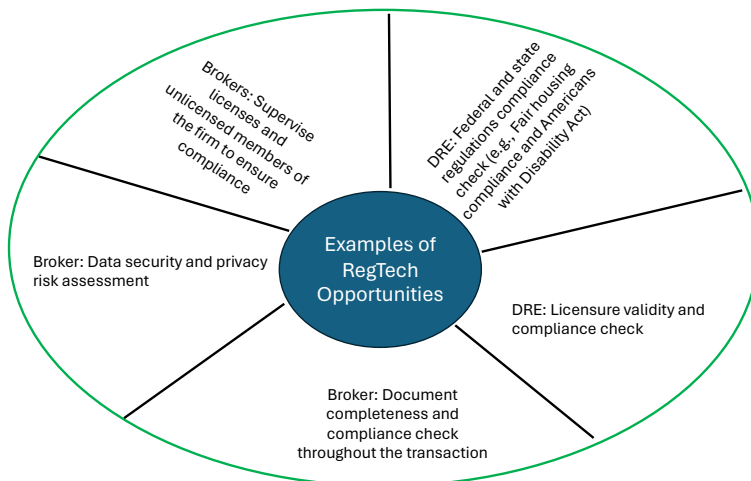 Brokers: Supervise
licenses and
unlicensed members of
the firm to ensure
compliance
DRE: Federal and state
regulations compliance
check (e.g., Fair housing
compliance and Americans
with Disability Act)
Examples of
RegTech
Opportunities
Broker: Data security and privacy
risk assessment
DRE: Licensure validity and
compliance check
Broker: Document
completeness and
compliance check
throughout the transaction